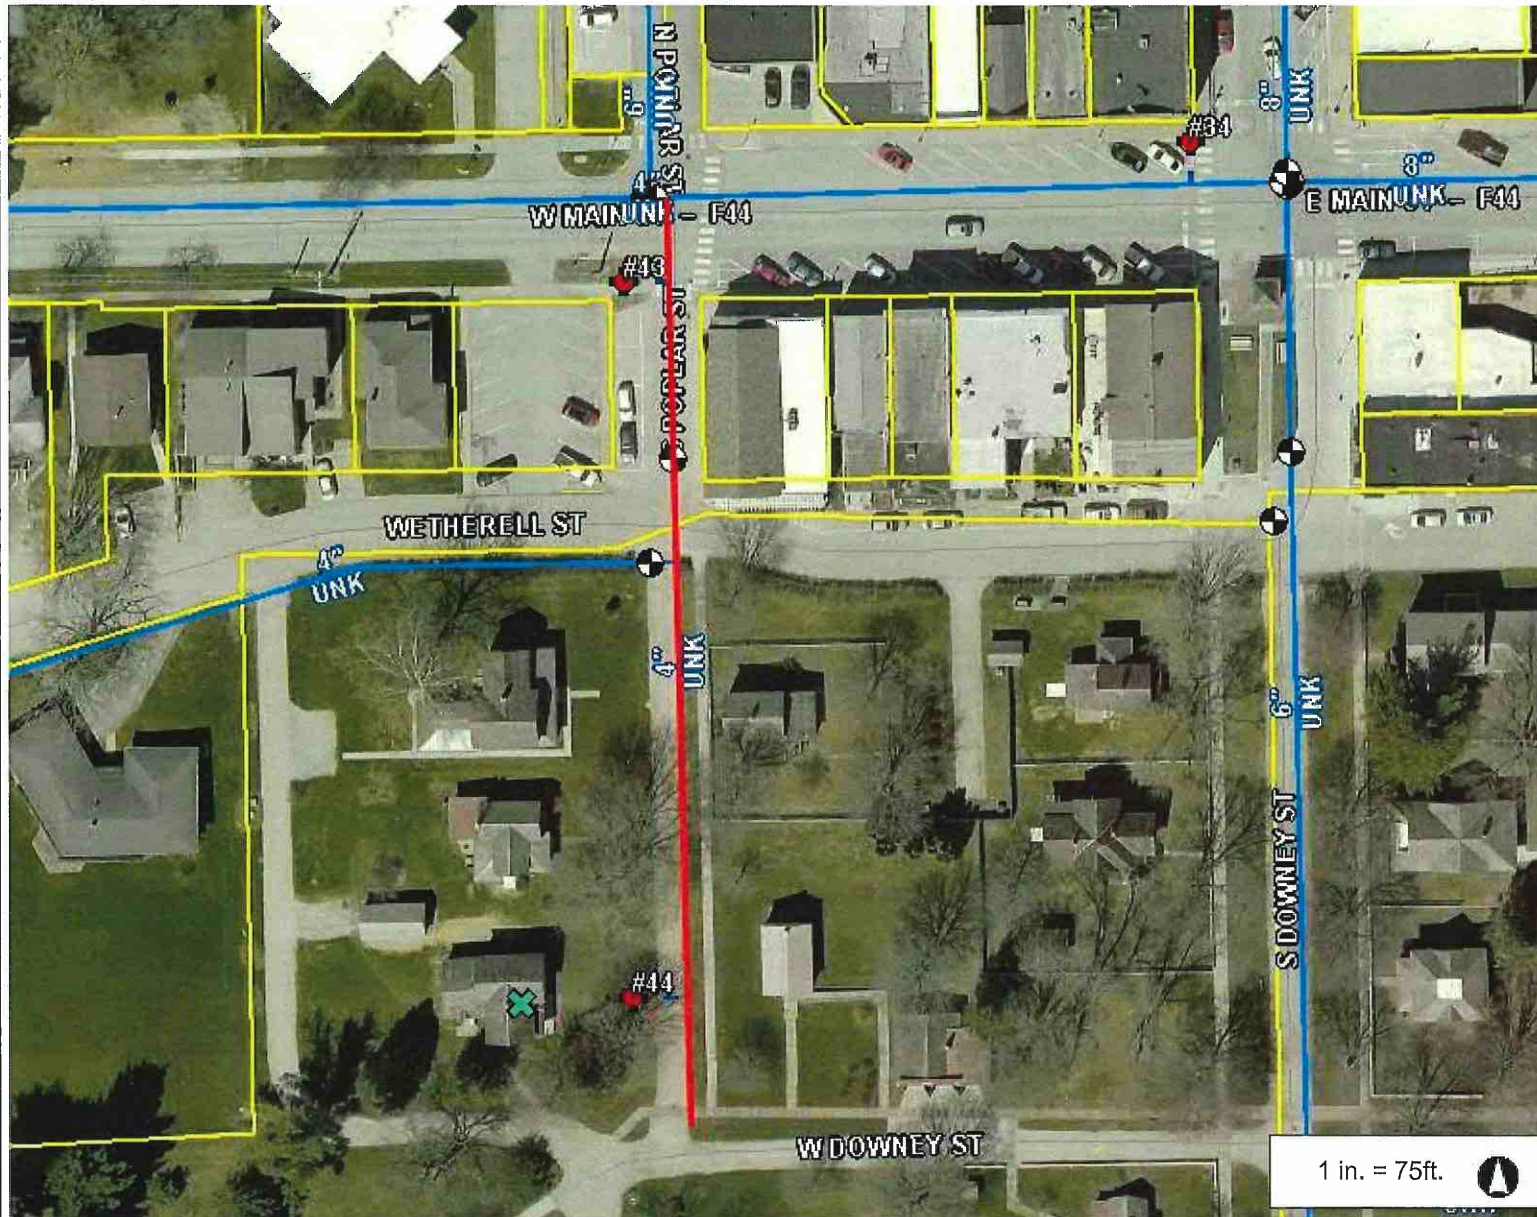 N POPLAR ST
6"
8"
UNK
#34
4"
UNK
W MAIN
– F44
8"
UNK
E MAIN
– F44
#43
S POPLAR ST
WETHERELL ST
4"
UNK
4"
UNK
6"
UNK
S DOWNEY ST
#44
W DOWNEY ST
1 in. = 75ft.